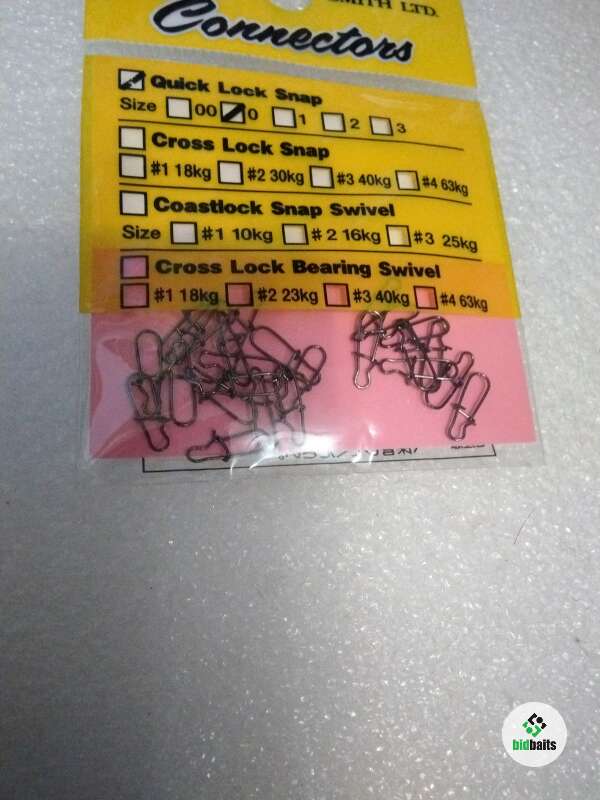 SMITH LTD.
Connectors
Quick Lock Snap
Size 00 0 1 2 3
Cross Lock Snap
#1 18kg #2 30kg #3 40kg #4 63kg
Coastlock Snap Swivel
Size #1 10kg #2 16kg #3 25kg
Cross Lock Bearing Swivel
#1 18kg #2 23kg #3 40kg #4 63kg
bidbaits